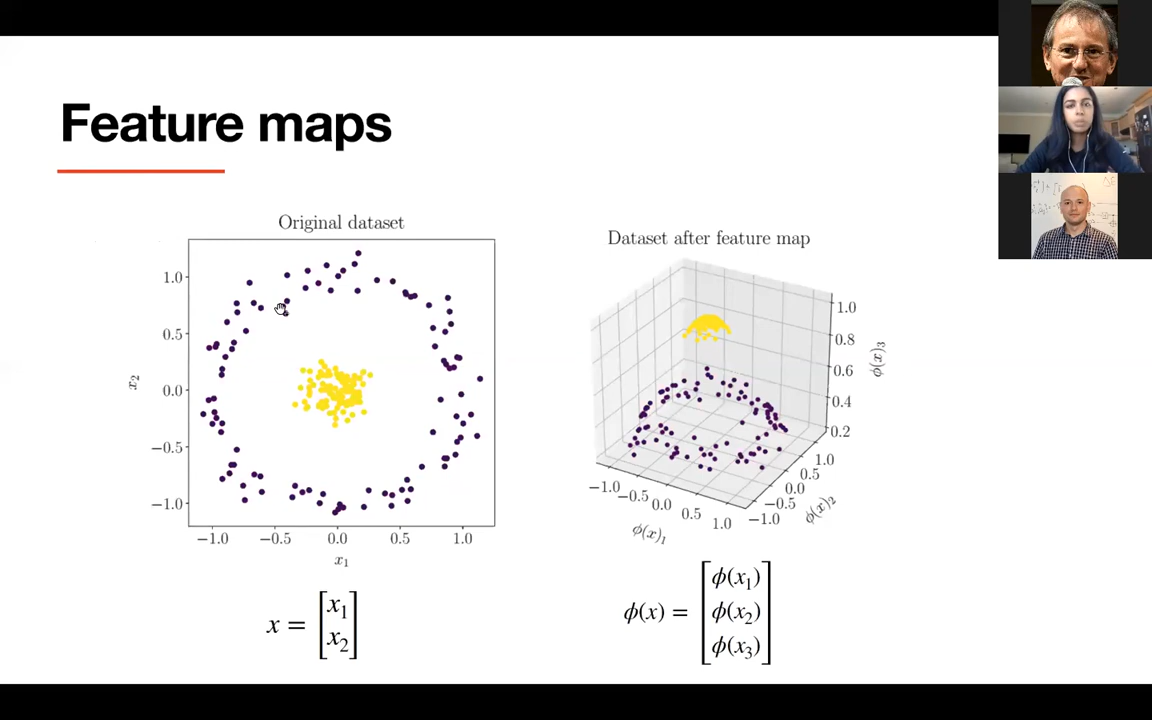 Feature maps
Original dataset
1.0
0.5
0.0
−0.5
−1.0
x₂
−1.0 −0.5 0.0 0.5 1.0
x₁
x = [x₁
x₂]
Dataset after feature map
1.0
0.8
0.6
0.4
0.2
ϕ(x)₃
1.0
0.5
0.0
−0.5
−1.0
ϕ(x)₂
−1.0
−0.5
0.0
0.5
1.0
ϕ(x)₁
ϕ(x) = [ϕ(x₁)
ϕ(x₂)
ϕ(x₃)]